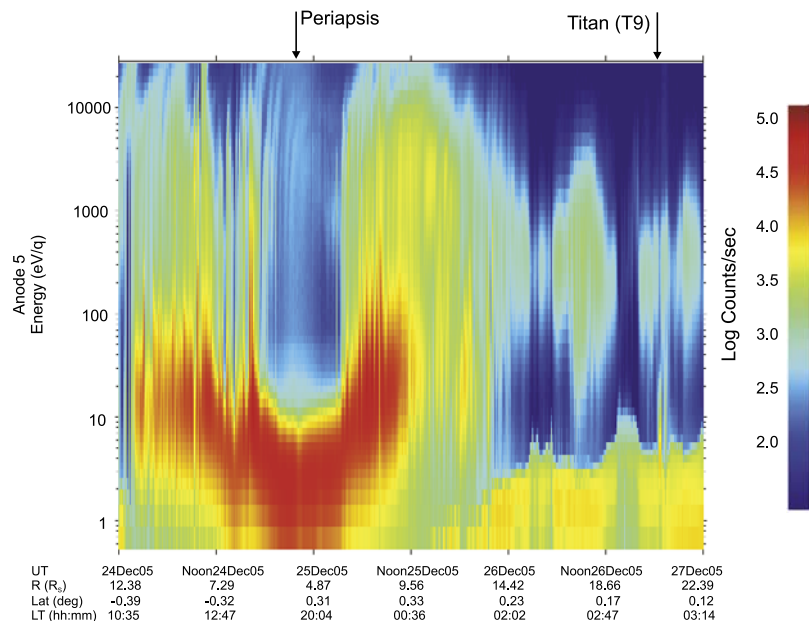 Periapsis
Titan (T9)
10000
1000
100
10
1
Anode 5
Energy (eV/q)
5.0
4.5
4.0
3.5
3.0
2.5
2.0
Log Counts/sec
UT 24Dec05 Noon24Dec05 25Dec05 Noon25Dec05 26Dec05 Noon26Dec05 27Dec05
R (Rs) 12.38 7.29 4.87 9.56 14.42 18.66 22.39
Lat (deg) -0.39 -0.32 0.31 0.33 0.23 0.17 0.12
LT (hh:mm) 10:35 12:47 20:04 00:36 02:02 02:47 03:14